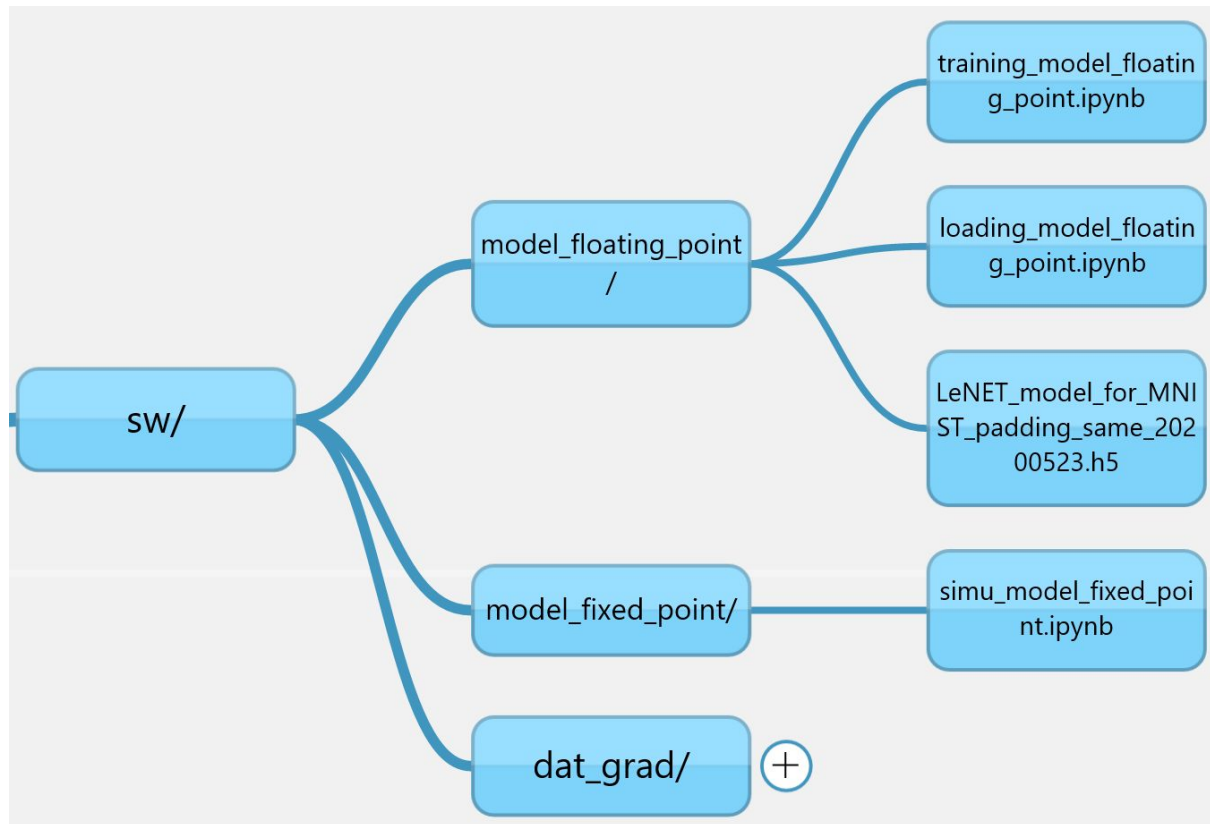 training_model_floatin
g_point.ipynb
loading_model_floatin
g_point.ipynb
model_floating_point
/
LeNET_model_for_MNI
ST_padding_same_202
00523.h5
sw/
model_fixed_point/
simu_model_fixed_poi
nt.ipynb
dat_grad/